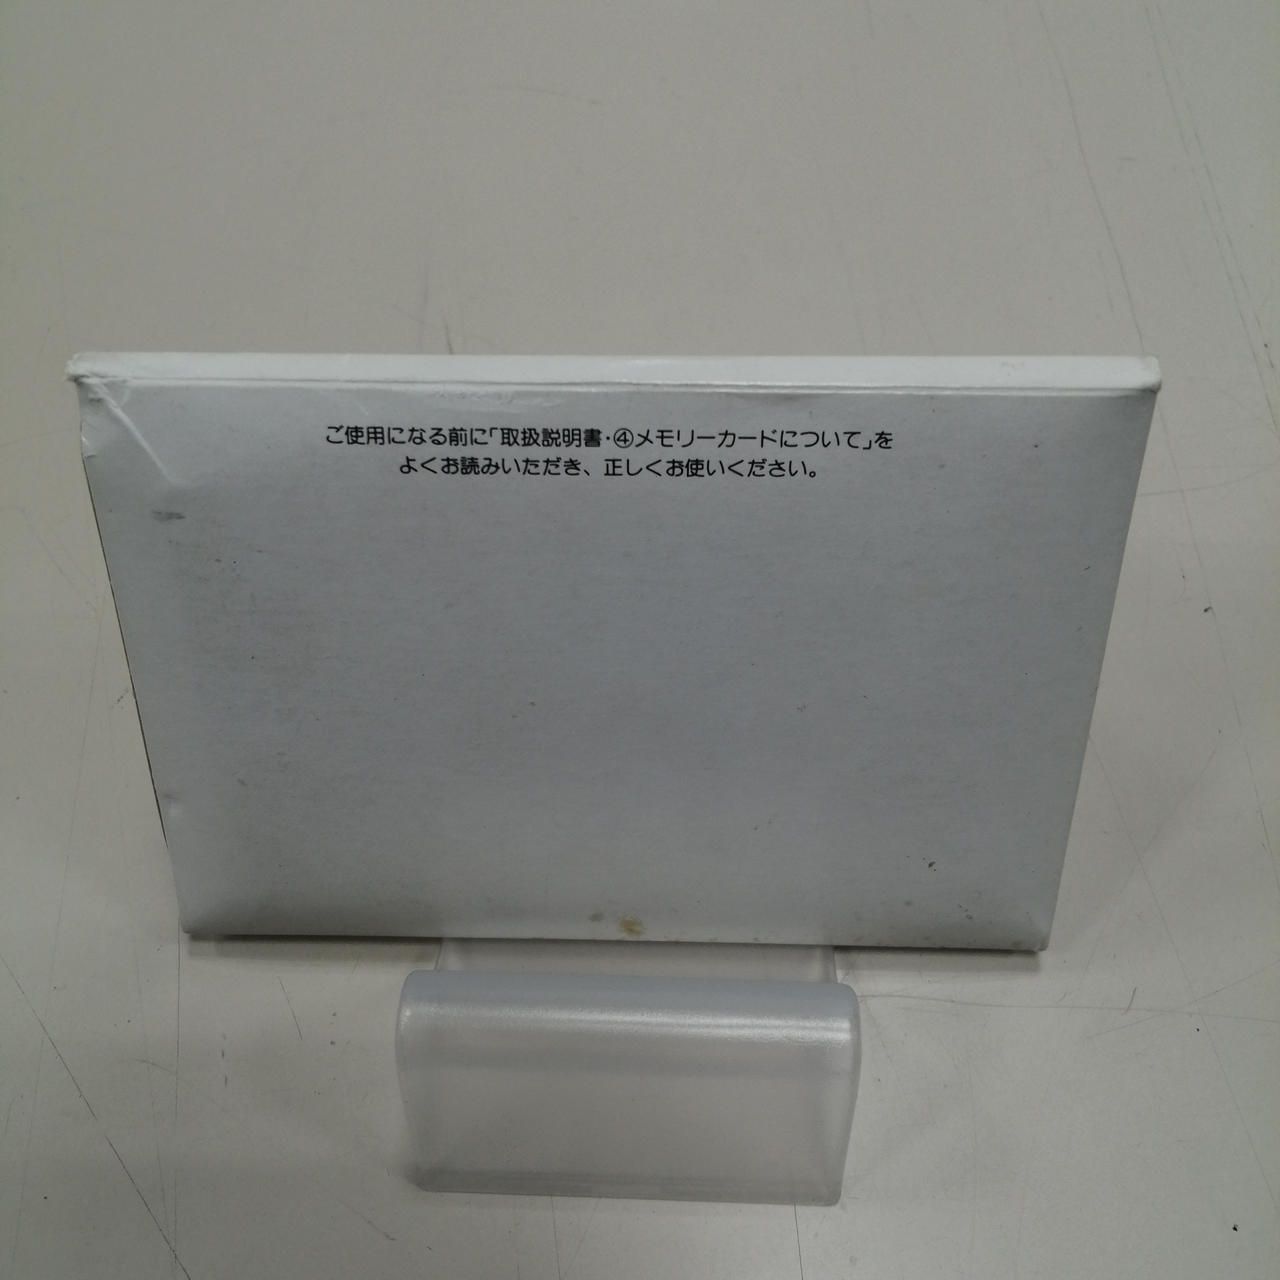 ご使用になる前に「取扱説明書・④メモリーカードについて」を
よくお読みいただき、正しくお使いください。